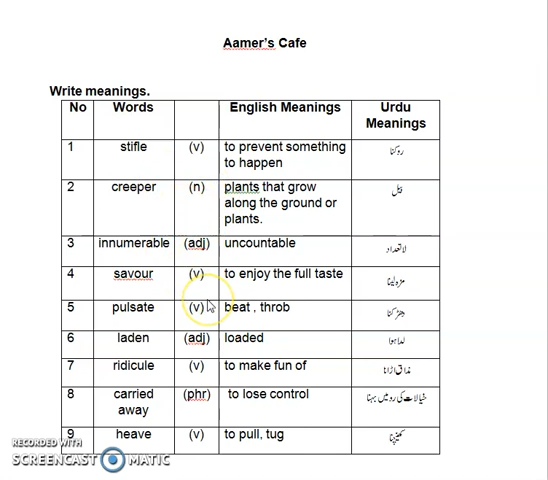 Aamer's Cafe
Write meanings.
No Words English Meanings Urdu Meanings
1 stifle (v) to prevent something to happen روکنا
2 creeper (n) plants that grow along the ground or plants. بیل
3 innumerable (adj) uncountable لاتعداد
4 savour (v) to enjoy the full taste مزہ لینا
5 pulsate (v) beat , throb دھڑکنا
6 laden (adj) loaded لدا ہوا
7 ridicule (v) to make fun of مذاق اڑانا
8 carried away (phr) to lose control خیالات کی رو میں بہنا
9 heave (v) to pull, tug کھینچنا
RECORDED WITH
SCREENCAST MATIC